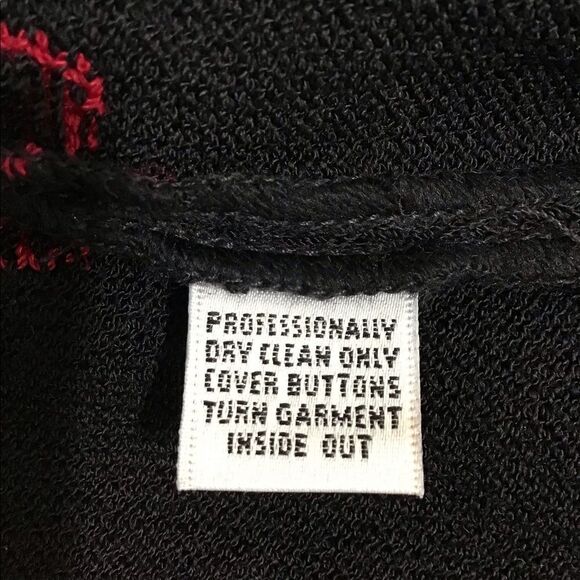 PROFESSIONALLY
DRY CLEAN ONLY
COVER BUTTONS
TURN GARMENT
INSIDE OUT